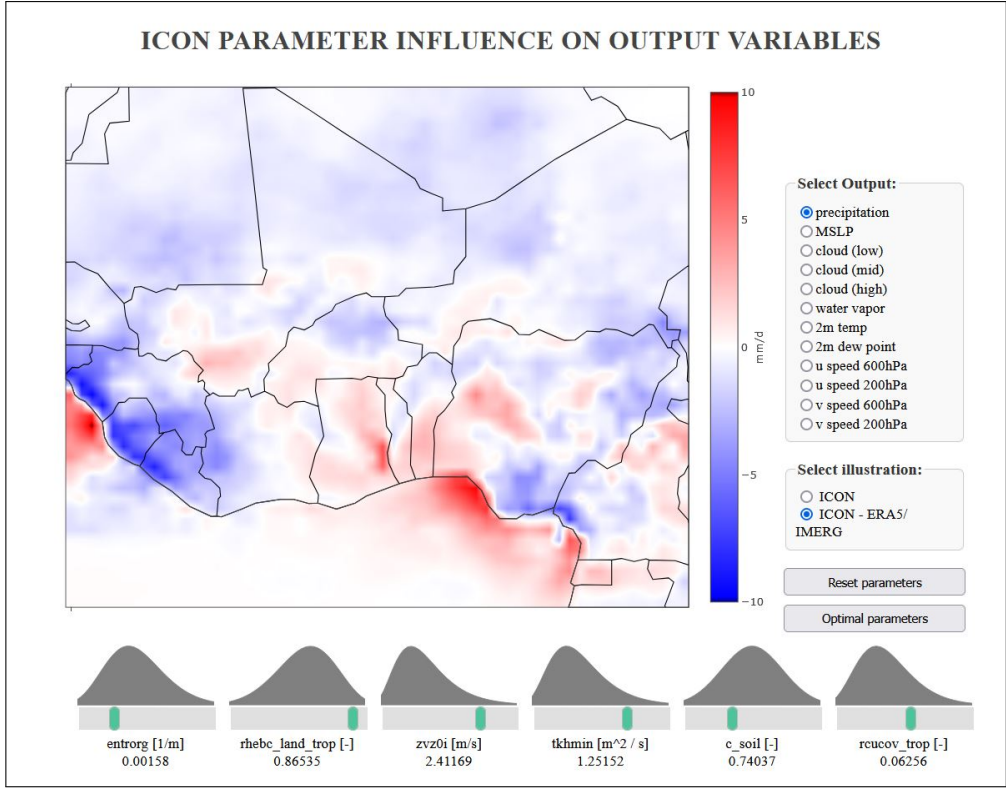 ICON PARAMETER INFLUENCE ON OUTPUT VARIABLES
10
5
0
−5
−10
mm/d
Select Output:
precipitation
MSLP
cloud (low)
cloud (mid)
cloud (high)
water vapor
2m temp
2m dew point
u speed 600hPa
u speed 200hPa
v speed 600hPa
v speed 200hPa
Select illustration:
ICON
ICON - ERA5/
IMERG
Reset parameters
Optimal parameters
entrorg [1/m]
0.00158
rhebc_land_trop [-]
0.86535
zvz0i [m/s]
2.41169
tkhmin [m^2 / s]
1.25152
c_soil [-]
0.74037
rcucov_trop [-]
0.06256